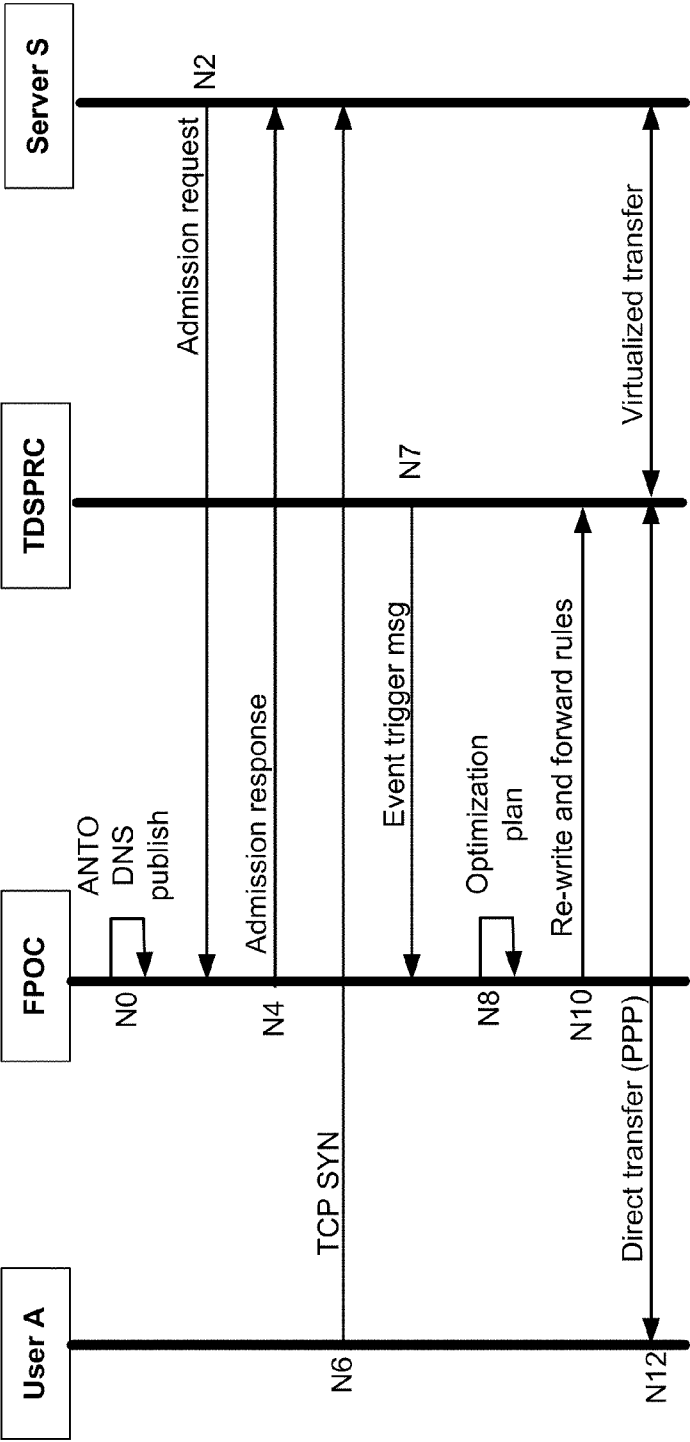 User A
FPOC
TDSPRC
Server S
N0
ANTO
DNS
publish
Admission request
N2
N4
Admission response
N6
TCP SYN
Event trigger msg
N7
N8
Optimization
plan
N10
Re-write and forward rules
N12
Direct transfer (PPP)
Virtualized transfer